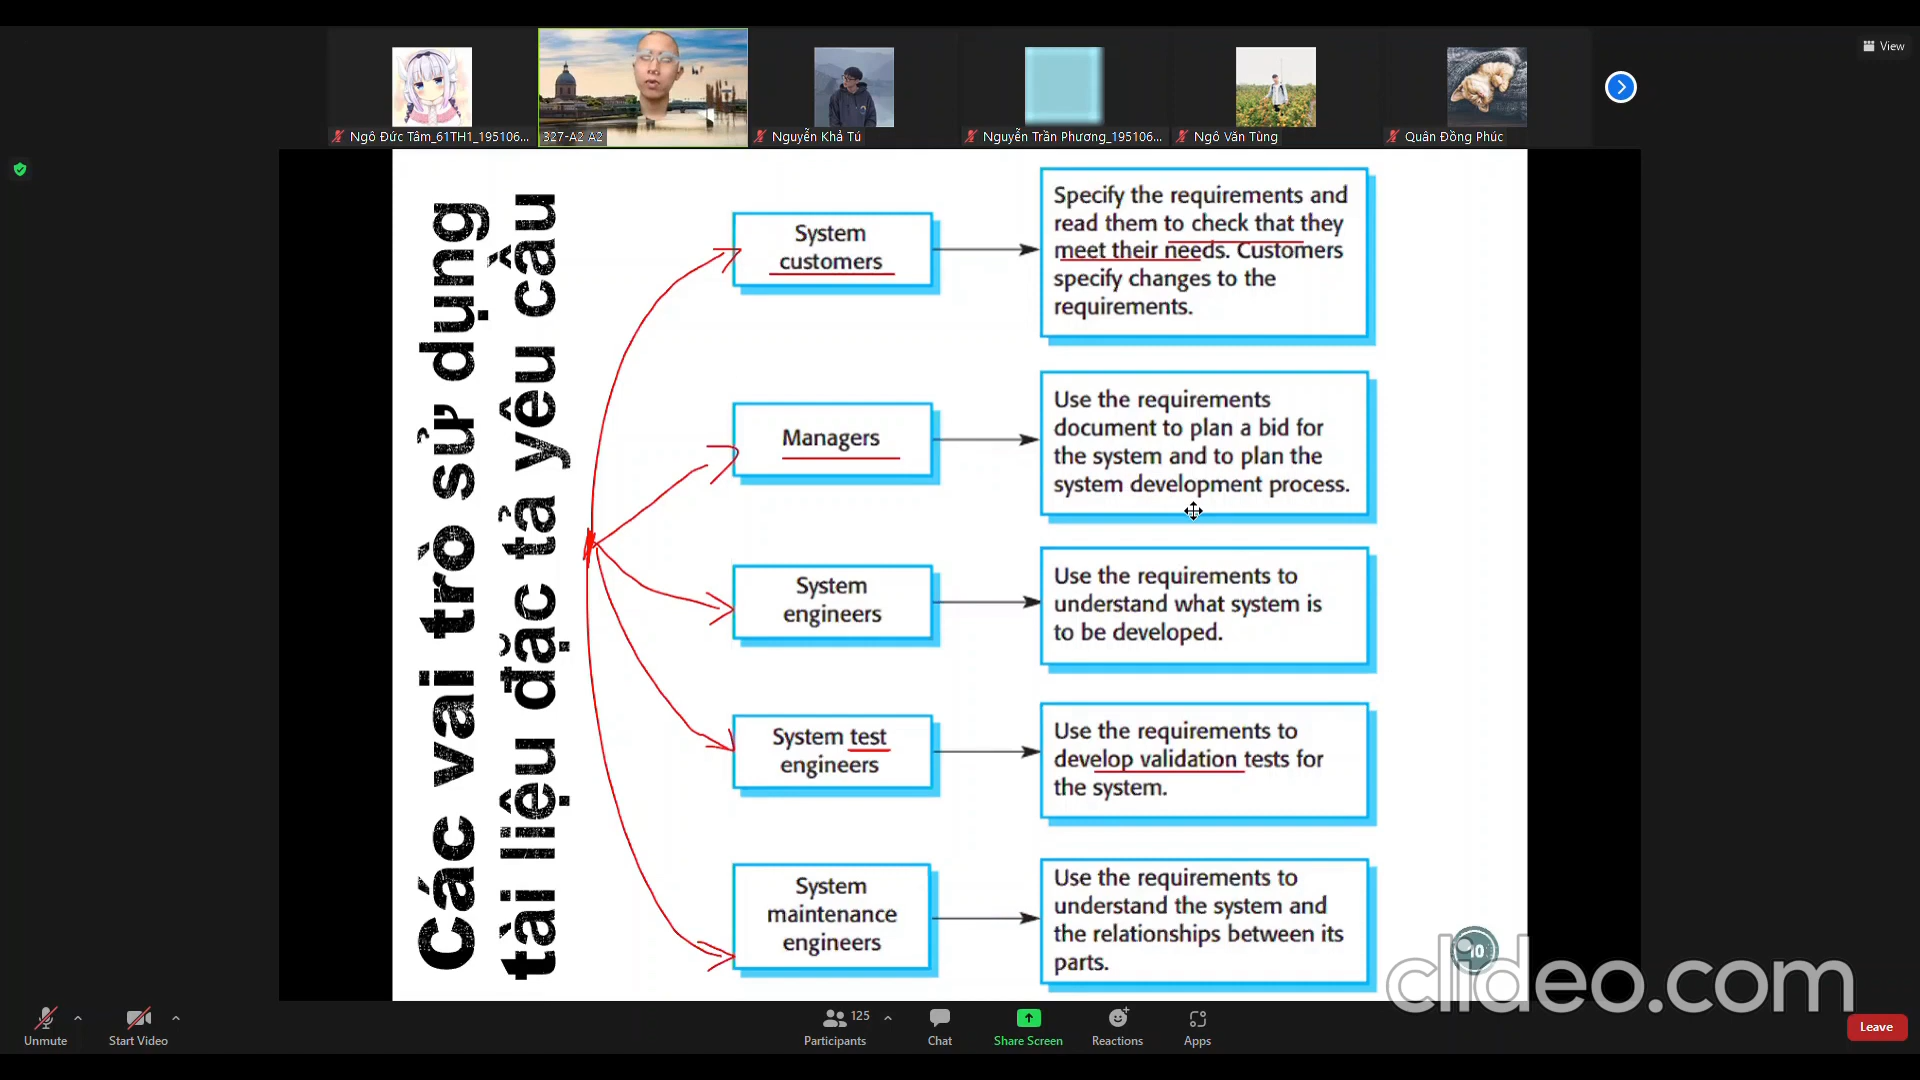 View
Ngô Đức Tâm_61TH1_195106...
327-A2 A2
Nguyễn Khả Tú
Nguyễn Trần Phương_195106...
Ngô Văn Tùng
Quân Đồng Phúc
Các vai trò sử dụng
tài liệu đặc tả yêu cầu
System
customers
Specify the requirements and
read them to check that they
meet their needs. Customers
specify changes to the
requirements.
Managers
Use the requirements
document to plan a bid for
the system and to plan the
system development process.
System
engineers
Use the requirements to
understand what system is
to be developed.
System test
engineers
Use the requirements to
develop validation tests for
the system.
System
maintenance
engineers
Use the requirements to
understand the system and
the relationships between its
parts.
10
clideo.com
Unmute
Start Video
125
Participants
Chat
Share Screen
Reactions
Apps
Leave